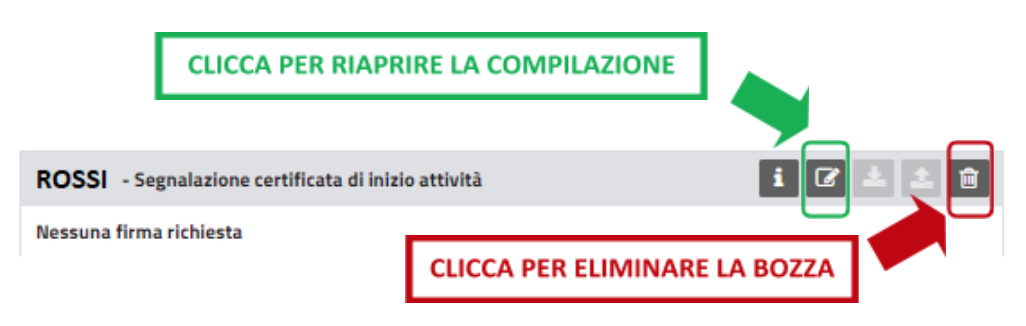 CLICCA PER RIAPRIRE LA COMPILAZIONE
ROSSI - Segnalazione certificata di inizio attività
Nessuna firma richiesta
CLICCA PER ELIMINARE LA BOZZA